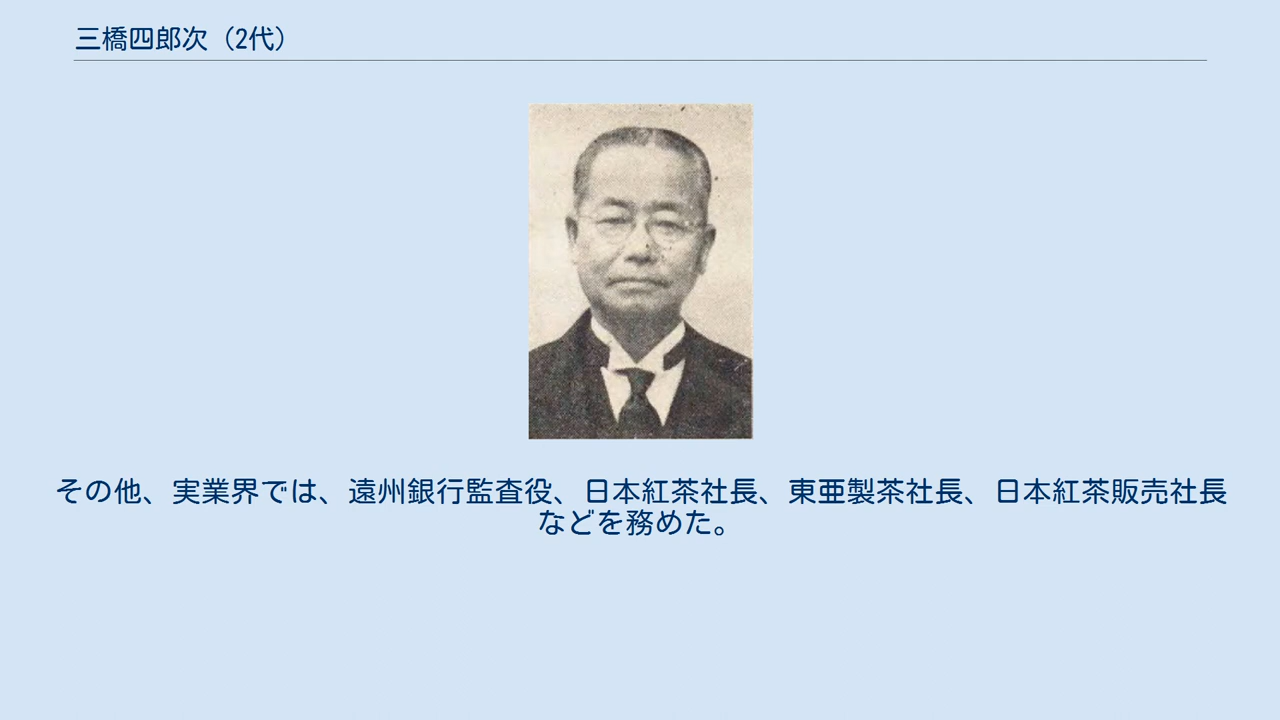 三橋四郎次（2代）
その他、実業界では、遠州銀行監査役、日本紅茶社長、東亜製茶社長、日本紅茶販売社長
などを務めた。